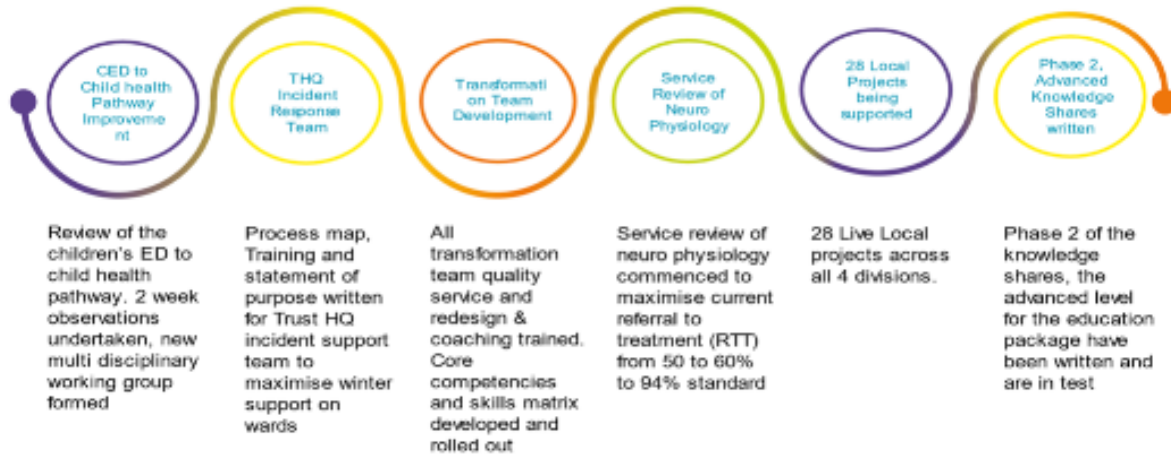 CED to
Child health
Pathway
Improveme
nt
THQ
Incident
Response
Team
Transformati
on Team
Development
Service
Review of
Neuro
Physiology
28 Local
Projects
being
supported
Phase 2,
Advanced
Knowledge
Shares
written
Review of the
children's ED to
child health
pathway. 2 week
observations
undertaken, new
multi disciplinary
working group
formed
Process map,
Training and
statement of
purpose written
for Trust HQ
incident support
team to
maximise winter
support on
wards
All
transformation
team quality
service and
redesign &
coaching trained.
Core
competencies
and skills matrix
developed and
rolled out
Service review of
neuro physiology
commenced to
maximise current
referral to
treatment (RTT)
from 50 to 60%
to 94% standard
28 Live Local
projects across
all 4 divisions.
Phase 2 of the
knowledge
shares, the
advanced level
for the education
package have
been written and
are in test